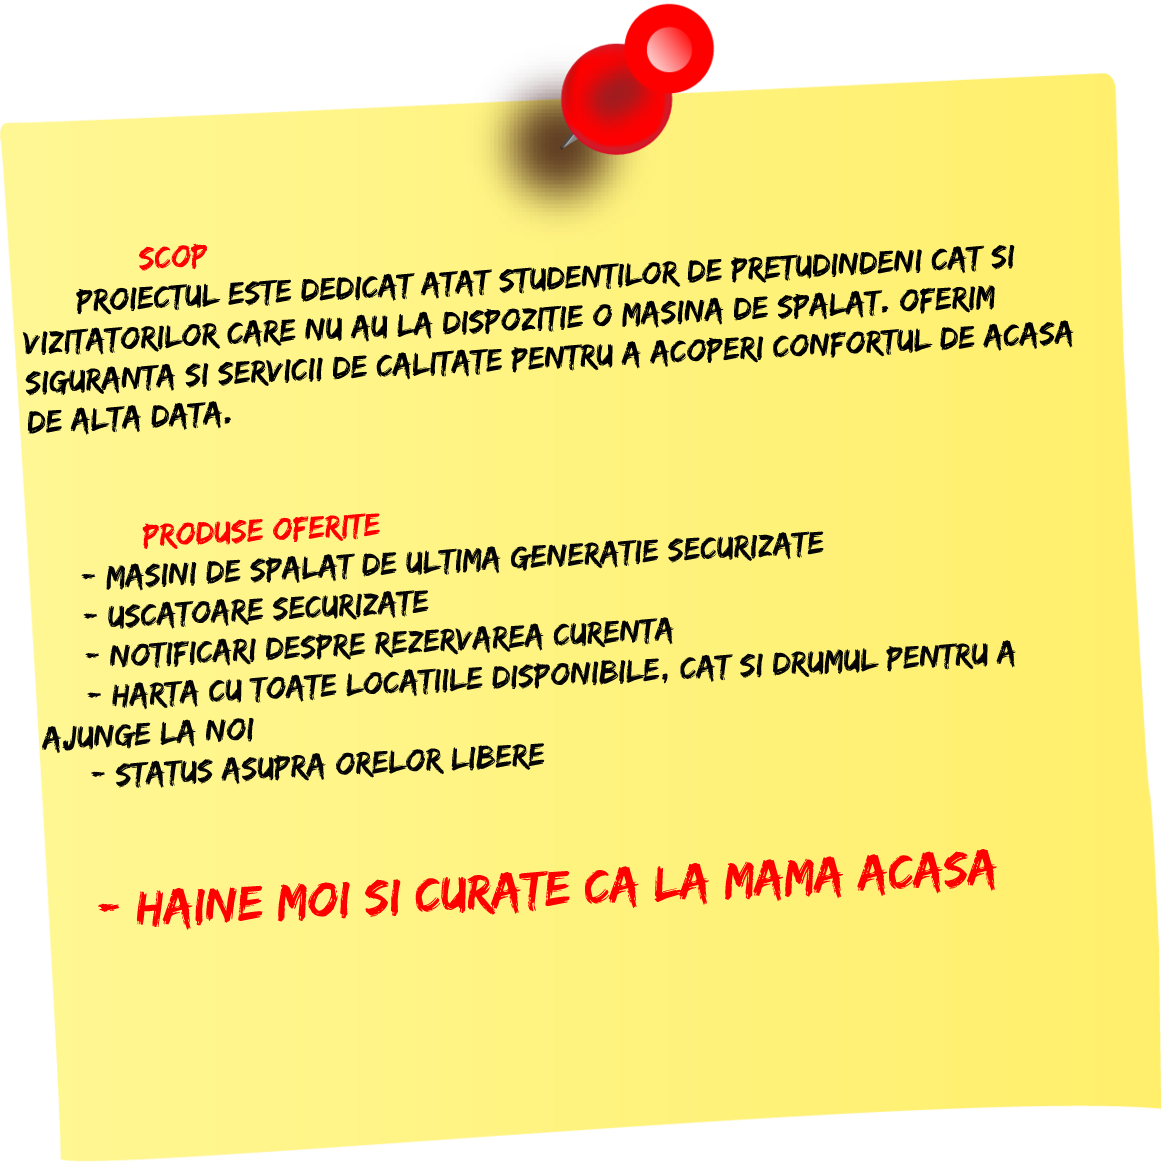 SCOP
PROIECTUL ESTE DEDICAT ATAT STUDENTILOR DE PRETUDINDENI CAT SI
VIZITATORILOR CARE NU AU LA DISPOZITIE O MASINA DE SPALAT. OFERIM
SIGURANTA SI SERVICII DE CALITATE PENTRU A ACOPERI CONFORTUL DE ACASA
DE ALTA DATA.
PRODUSE OFERITE
- MASINI DE SPALAT DE ULTIMA GENERATIE SECURIZATE
- USCATOARE SECURIZATE
- NOTIFICARI DESPRE REZERVAREA CURENTA
- HARTA CU TOATE LOCATIILE DISPONIBILE, CAT SI DRUMUL PENTRU A
AJUNGE LA NOI
- STATUS ASUPRA ORELOR LIBERE
- HAINE MOI SI CURATE CA LA MAMA ACASA